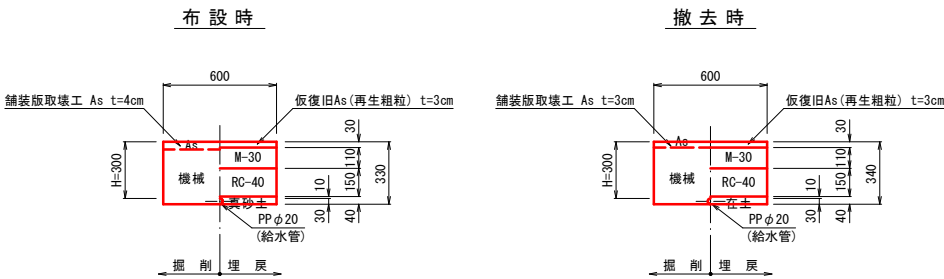 布設時
600
舗装版取壊工 As t=4cm
仮復旧As(再生粗粒) t=3cm
As
M-30
機械
RC-40
真砂土
H=300
30
110
150
10
30
40
330
PPφ20
(給水管)
掘削 埋戻
撤去時
600
舗装版取壊工 As t=3cm
仮復旧As(再生粗粒) t=3cm
As
M-30
機械
RC-40
在土
H=300
30
110
150
10
30
40
340
PPφ20
(給水管)
掘削 埋戻